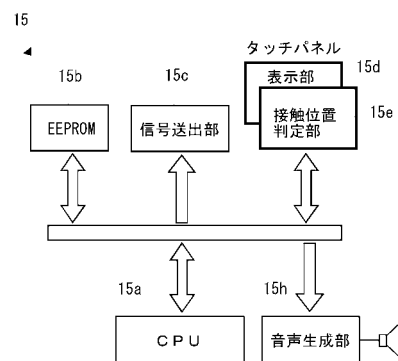 15
タッチパネル
15b
15c
表示部
15d
EEPROM
信号送出部
接触位置
判定部
15e
15a
15h
CPU
音声生成部